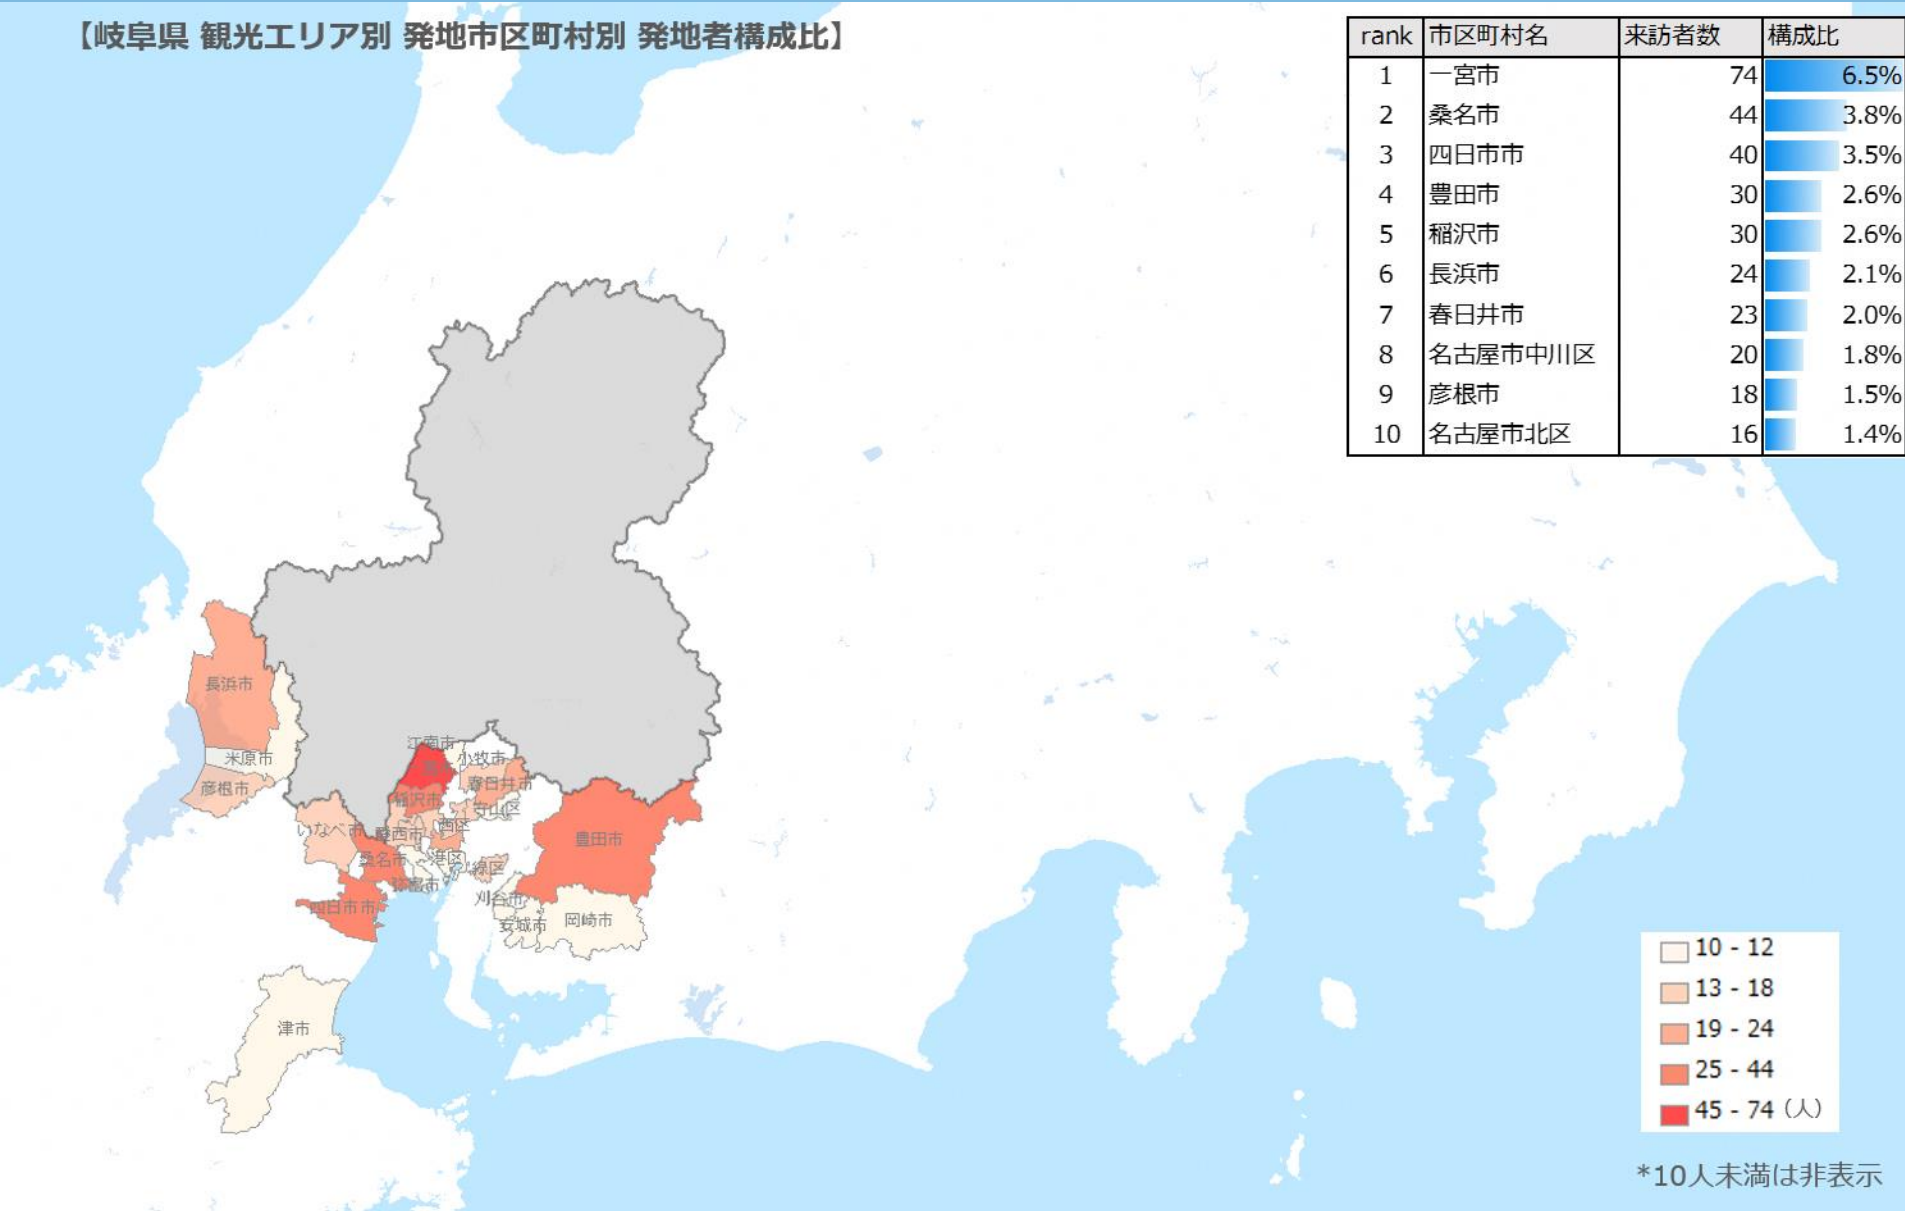 【岐阜県 観光エリア別 発地市区町村別 発地者構成比】
rank 市区町村名 来訪者数 構成比
1 一宮市 74 6.5%
2 桑名市 44 3.8%
3 四日市市 40 3.5%
4 豊田市 30 2.6%
5 稲沢市 30 2.6%
6 長浜市 24 2.1%
7 春日井市 23 2.0%
8 名古屋市中川区 20 1.8%
9 彦根市 18 1.5%
10 名古屋市北区 16 1.4%
長浜市
江南市
米原市
小牧市
彦根市
春日井市
稲沢市
守山区
いなべ市
愛西市
西区
豊田市
桑名市
港区
緑区
弥富市
刈谷市
四日市市
安城市
岡崎市
津市
10 - 12
13 - 18
19 - 24
25 - 44
45 - 74（人）
*10人未満は非表示